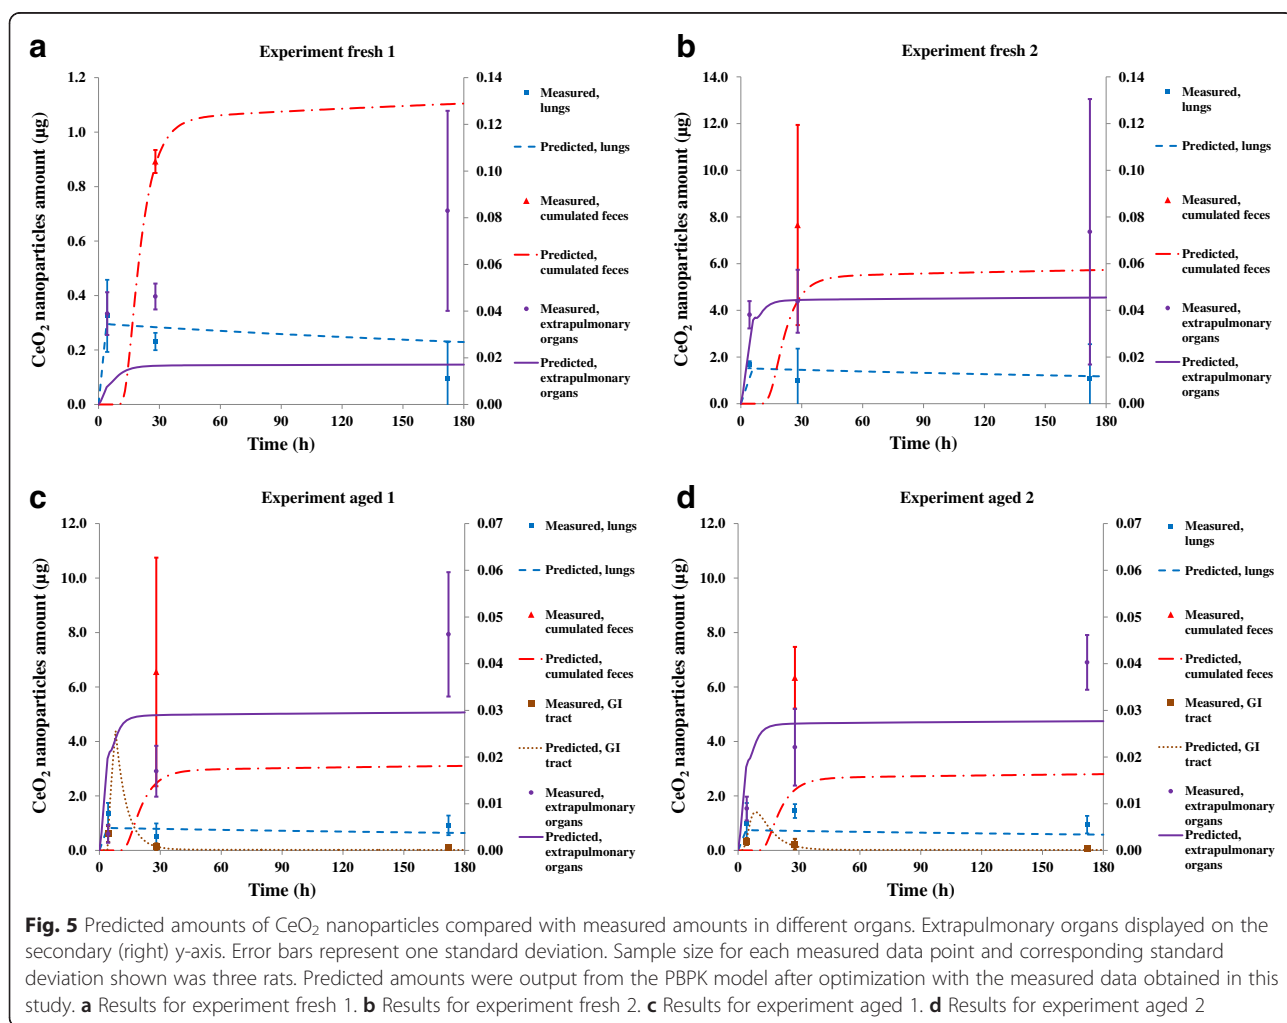 a
Experiment fresh 1
CeO₂ nanoparticles amount (µg)
1.2
1.0
0.8
0.6
0.4
0.2
0.0
0.14
0.12
0.10
0.08
0.06
0.04
0.02
0.00
0 30 60 90 120 150 180
Time (h)
Measured,
lungs
Predicted, lungs
Measured,
cumulated feces
Predicted,
cumulated feces
Measured,
extrapulmonary
organs
Predicted,
extrapulmonary
organs
b
Experiment fresh 2
CeO₂ nanoparticles amount (µg)
14.0
12.0
10.0
8.0
6.0
4.0
2.0
0.0
0.14
0.12
0.10
0.08
0.06
0.04
0.02
0.00
0 30 60 90 120 150 180
Time (h)
Measured,
lungs
Predicted, lungs
Measured,
cumulated feces
Predicted,
cumulated feces
Measured,
extrapulmonary
organs
Predicted,
extrapulmonary
organs
c
Experiment aged 1
CeO₂ nanoparticles amount (µg)
12.0
10.0
8.0
6.0
4.0
2.0
0.0
0.07
0.06
0.05
0.04
0.03
0.02
0.01
0.00
0 30 60 90 120 150 180
Time (h)
Measured, lungs
Predicted, lungs
Measured,
cumulated feces
Predicted,
cumulated feces
Measured, GI
tract
Predicted, GI
tract
Measured,
extrapulmonary
organs
Predicted,
extrapulmonary
organs
d
Experiment aged 2
CeO₂ nanoparticles amount (µg)
12.0
10.0
8.0
6.0
4.0
2.0
0.0
0.07
0.06
0.05
0.04
0.03
0.02
0.01
0.00
0 30 60 90 120 150 180
Time (h)
Measured,
lungs
Predicted, lungs
Measured,
cumulated feces
Predicted,
cumulated feces
Measured, GI
tract
Predicted, GI
tract
Measured,
extrapulmonary
organs
Predicted,
extrapulmonary
organs
Fig. 5 Predicted amounts of CeO₂ nanoparticles compared with measured amounts in different organs. Extrapulmonary organs displayed on the
secondary (right) y-axis. Error bars represent one standard deviation. Sample size for each measured data point and corresponding standard
deviation shown was three rats. Predicted amounts were output from the PBPK model after optimization with the measured data obtained in this
study. a Results for experiment fresh 1. b Results for experiment fresh 2. c Results for experiment aged 1. d Results for experiment aged 2